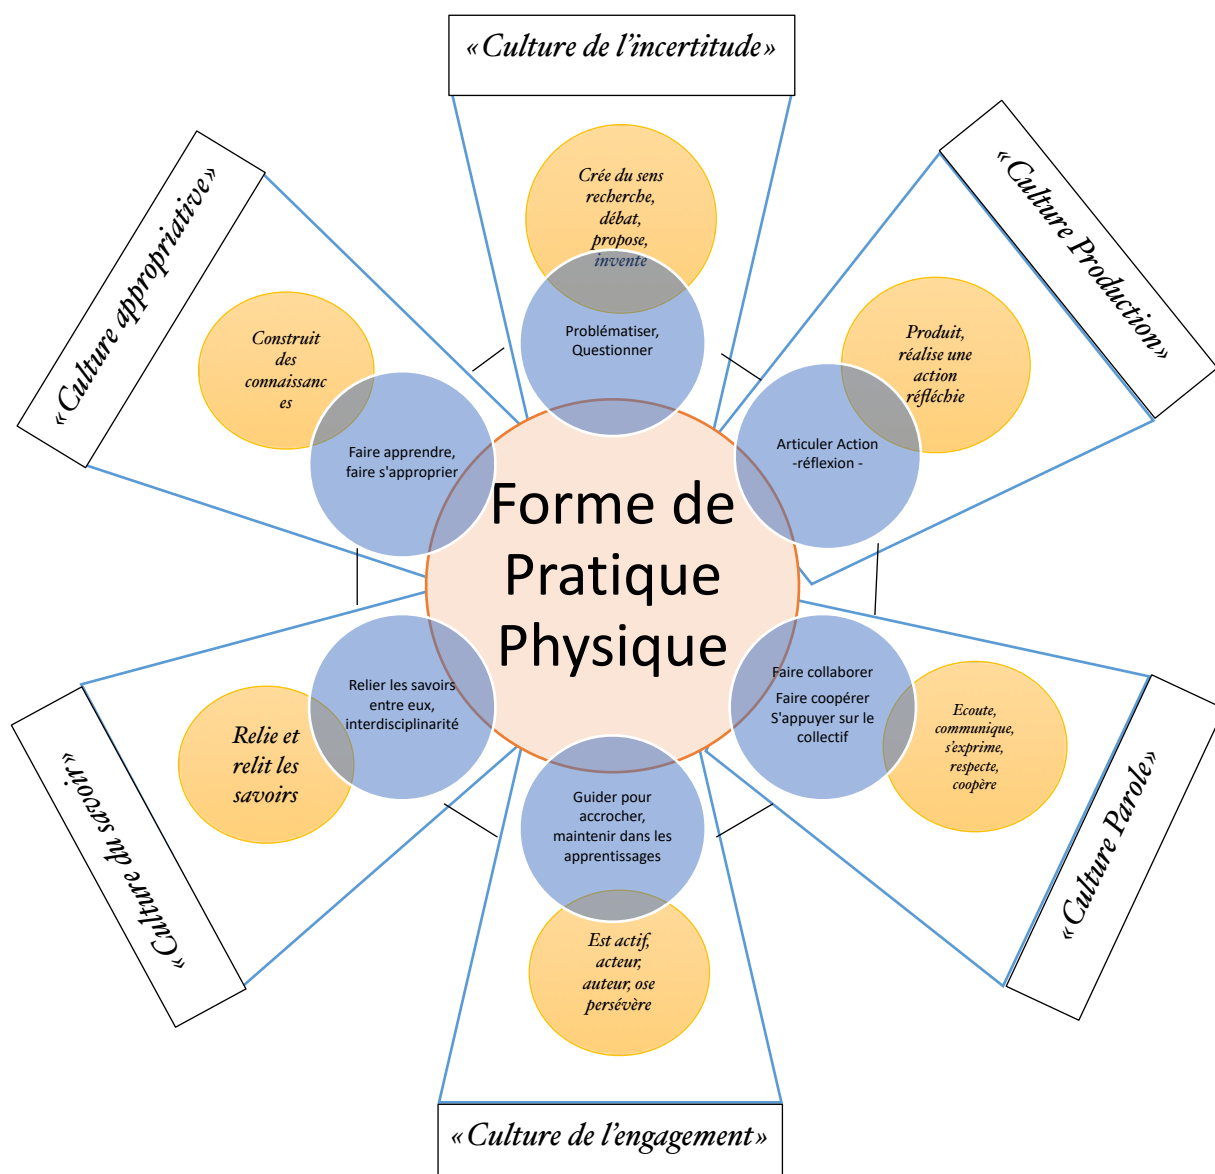 « Culture de l'incertitude »
Crée du sens
recherche,
débat,
propose,
invente
Problématiser,
Questionner
« Culture Production »
Produit,
réalise une
action
réfléchie
Articuler Action
-réflexion -
« Culture Parole »
Faire collaborer
Faire coopérer
S'appuyer sur le
collectif
Ecoute,
communique,
s'exprime,
respecte,
coopère
« Culture de l'engagement »
Guider pour
accrocher,
maintenir dans les
apprentissages
Est actif,
acteur,
auteur, ose
persévère
« Culture du savoir »
Relier les savoirs
entre eux,
interdisciplinarité
Relie et
relit les
savoirs
« Culture appropriative »
Construit
des
connaissanc
es
Faire apprendre,
faire s'approprier
Forme de
Pratique
Physique